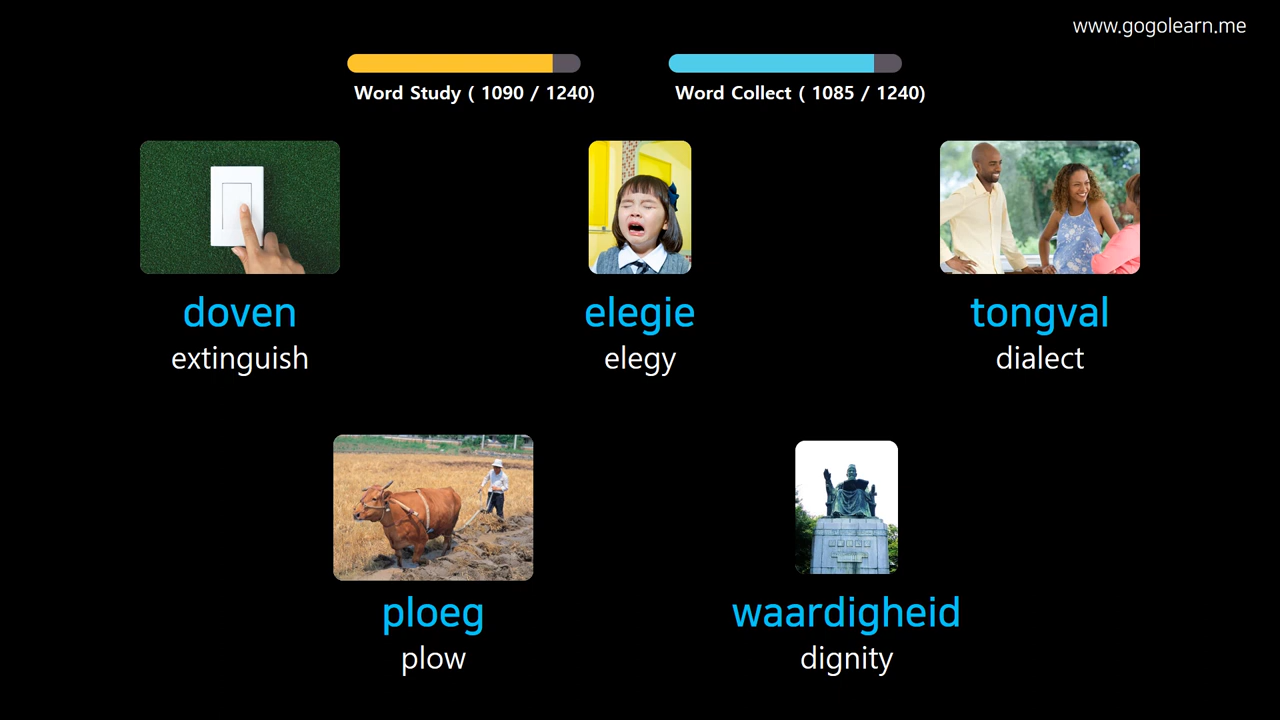 www.gogolearn.me
Word Study ( 1090 / 1240)
Word Collect ( 1085 / 1240)
doven
extinguish
elegie
elegy
tongval
dialect
ploeg
plow
waardigheid
dignity